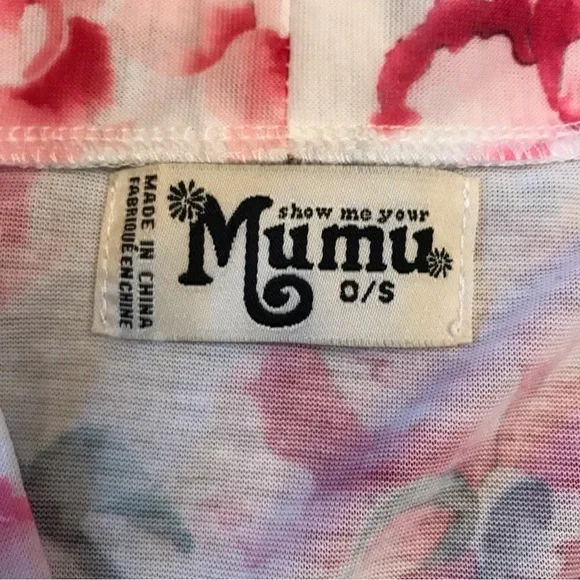 MADE IN CHINA
FABRIQUÉ EN CHINE
show me your
Mumu
O/S